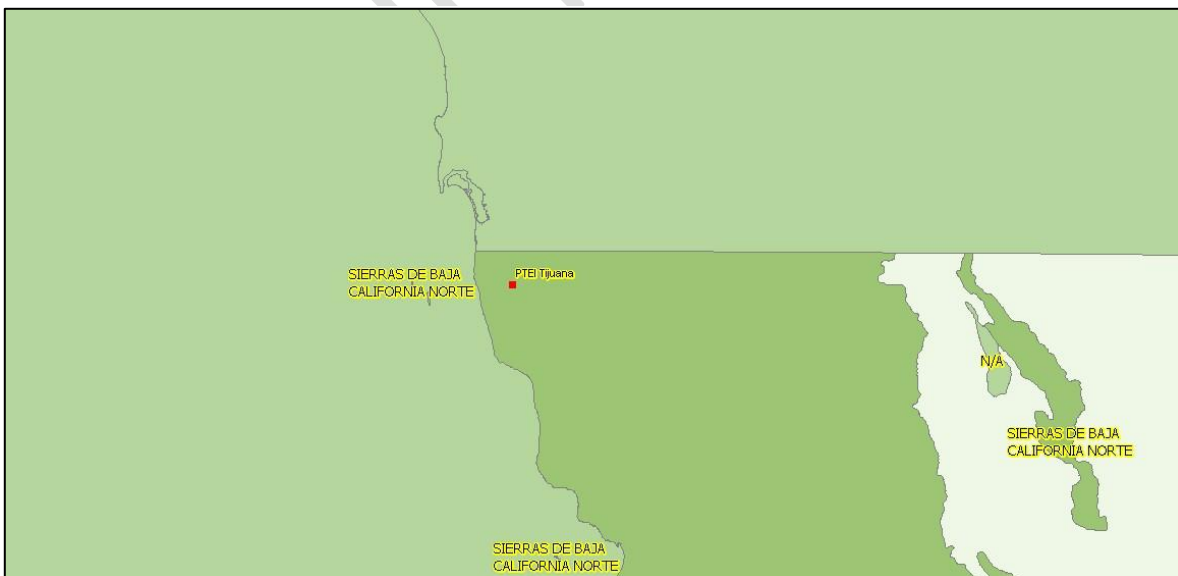 SIERRAS DE BAJA
CALIFORNIA NORTE
PTEI Tijuana
N/A
SIERRAS DE BAJA
CALIFORNIA NORTE
SIERRAS DE BAJA
CALIFORNIA NORTE